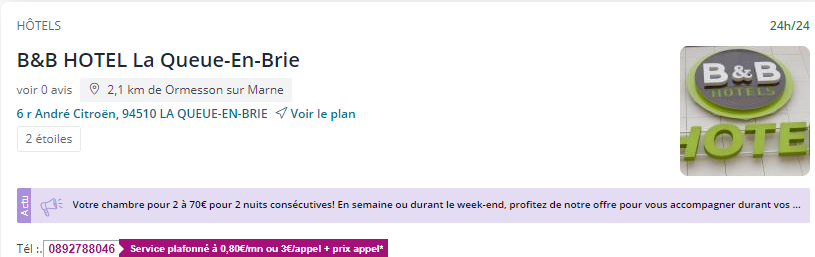 HÔTELS
24h/24
B&B HOTEL La Queue-En-Brie
voir 0 avis 2,1 km de Ormesson sur Marne
6 r André Citroën, 94510 LA QUEUE-EN-BRIE Voir le plan
2 étoiles
B&B
HOTELS
HOTEL
Actu
Votre chambre pour 2 à 70€ pour 2 nuits consécutives! En semaine ou durant le week-end, profitez de notre offre pour vous accompagner durant vos ...
Tél :. 0892788046 Service plafonné à 0,80€/mn ou 3€/appel + prix appel*